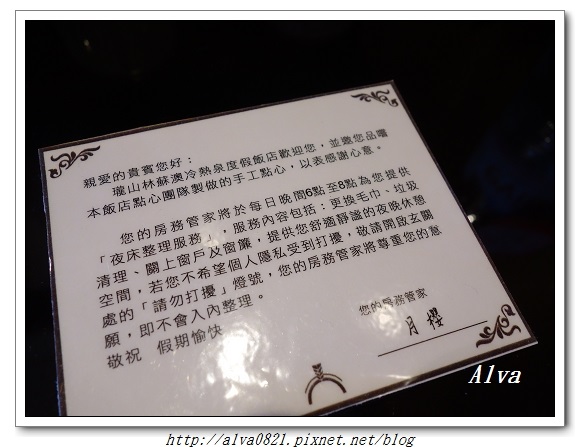 親愛的貴賓您好：
瓏山林蘇澳冷熱泉度假飯店歡迎您，並邀您品嚐
本飯店點心團隊製做的手工點心，以表感謝心意。
您的房務管家將於每日晚間6點至8點為您提供
「夜床整理服務」，服務內容包括：更換毛巾、垃圾
清理、關上窗戶及窗簾，提供您舒適靜謐的夜晚休憩
空間，若您不希望個人隱私受到打擾，敬請開啟玄關
處的「請勿打擾」燈號，您的房務管家將尊重您的意
願，即不會入內整理。
敬祝 假期愉快
您的房務管家
月櫻
Alva
http://alva0821.pixnet.net/blog